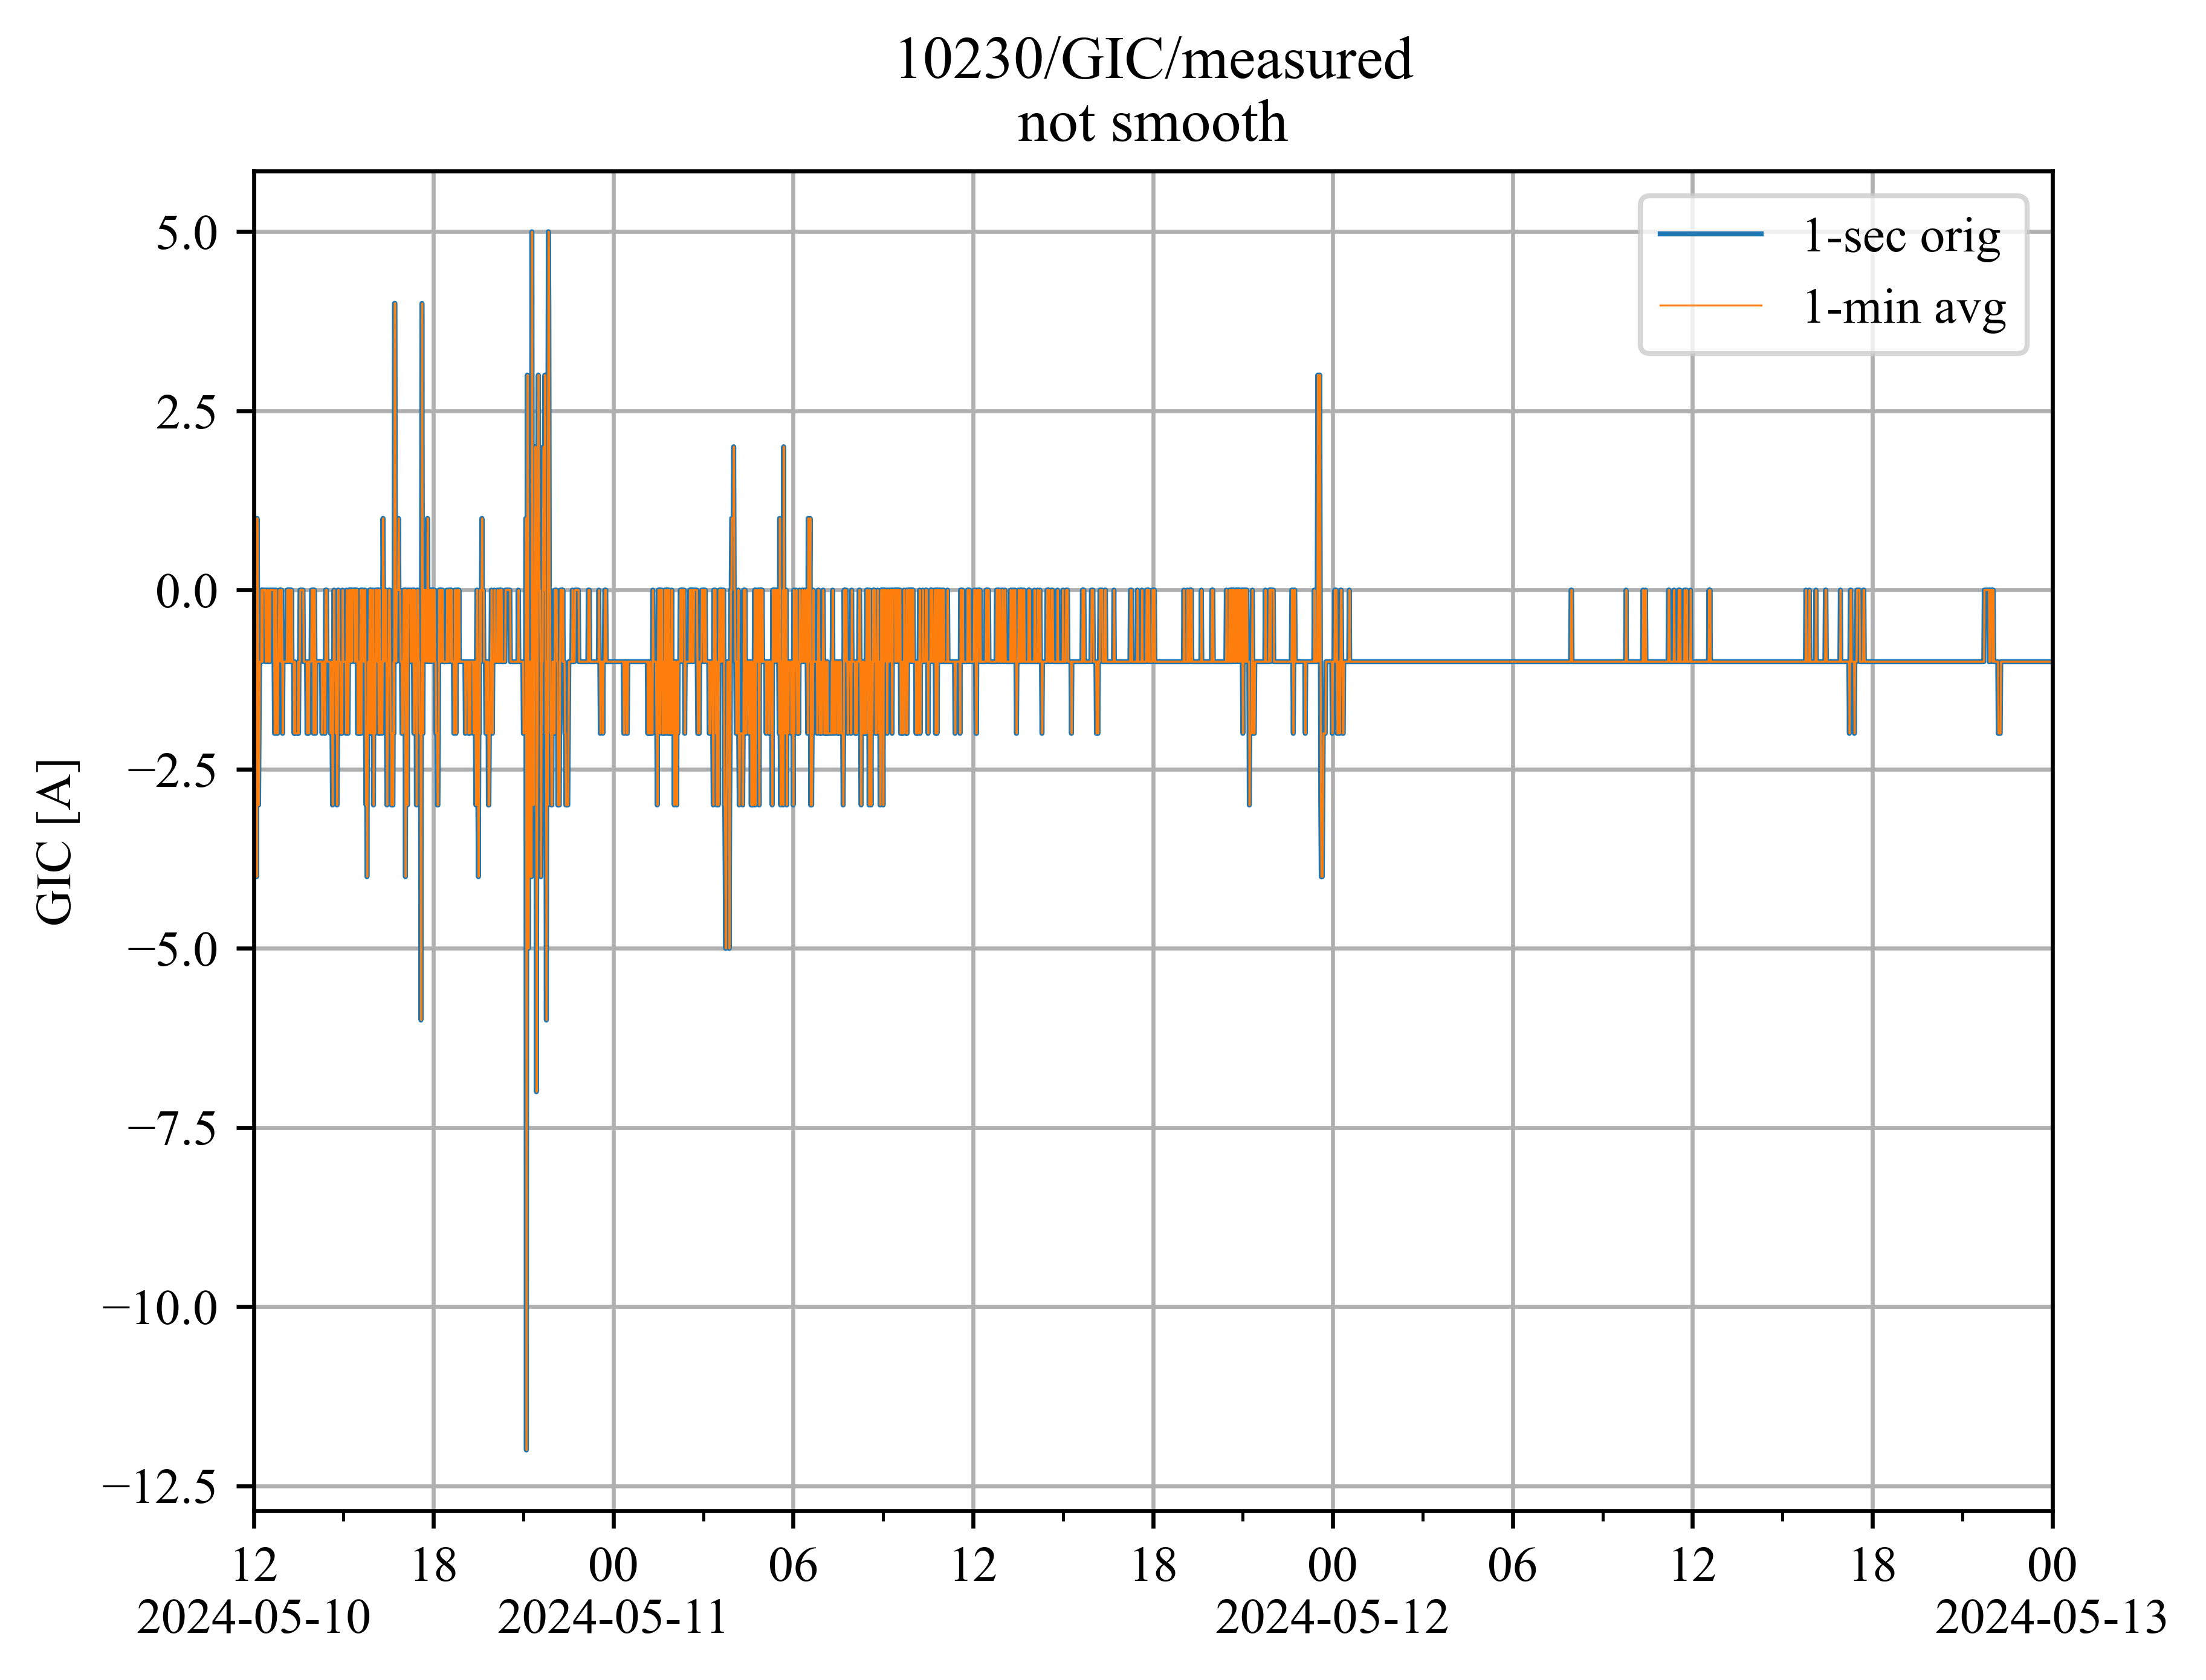 10230/GIC/measured
not smooth
1-sec orig
1-min avg
GIC [A]
5.0
2.5
0.0
−2.5
−5.0
−7.5
−10.0
−12.5
12 18 00 06 12 18 00 06 12 18 00
2024-05-10 2024-05-11 2024-05-12 2024-05-13